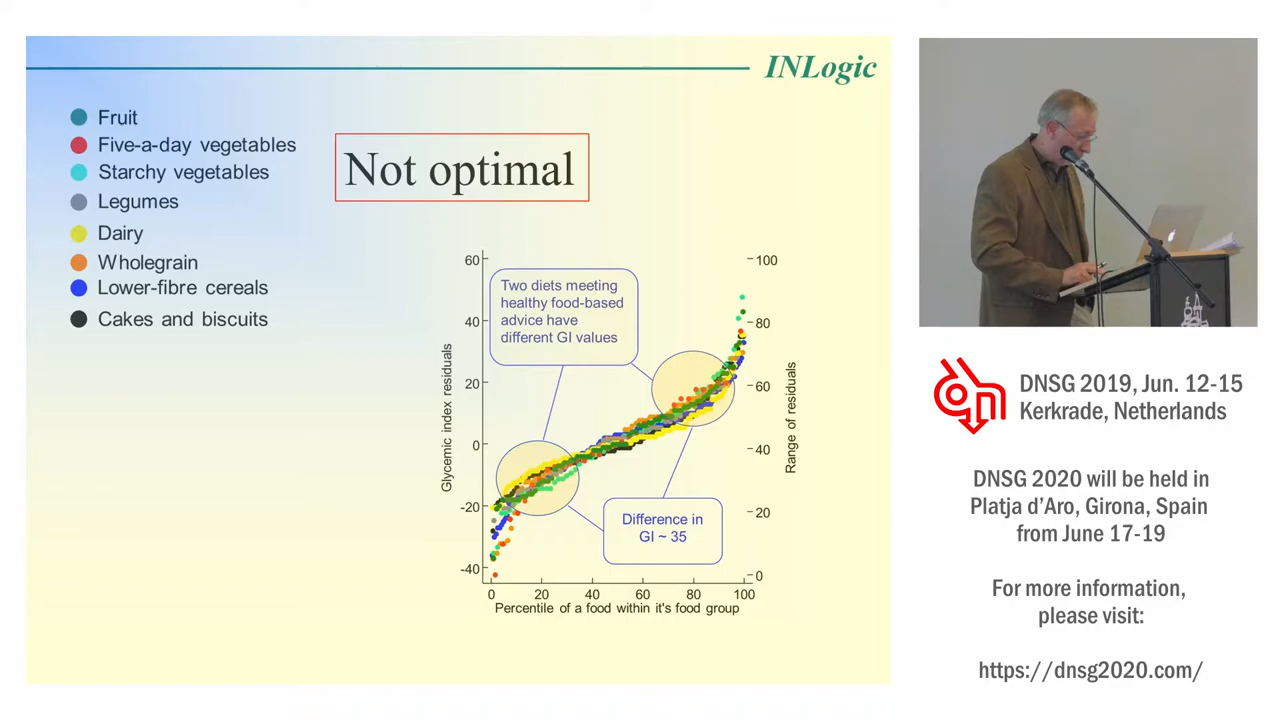 INLogic
Fruit
Five-a-day vegetables
Starchy vegetables
Legumes
Dairy
Wholegrain
Lower-fibre cereals
Cakes and biscuits
Not optimal
Two diets meeting
healthy food-based
advice have
different GI values
Difference in
GI ~ 35
Glycemic index residuals
60
40
20
0
-20
-40
Range of residuals
100
80
60
40
20
0
0 20 40 60 80 100
Percentile of a food within it's food group
DNSG 2019, Jun. 12-15
Kerkrade, Netherlands
DNSG 2020 will be held in
Platja d'Aro, Girona, Spain
from June 17-19
For more information,
please visit:
https://dnsg2020.com/